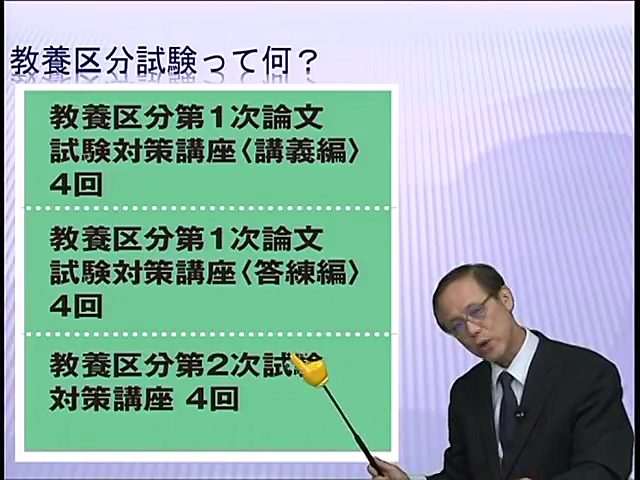 教養区分試験って何？
教養区分第1次論文
試験対策講座〈講義編〉
4回
教養区分第1次論文
試験対策講座〈答練編〉
4回
教養区分第2次試験
対策講座 4回